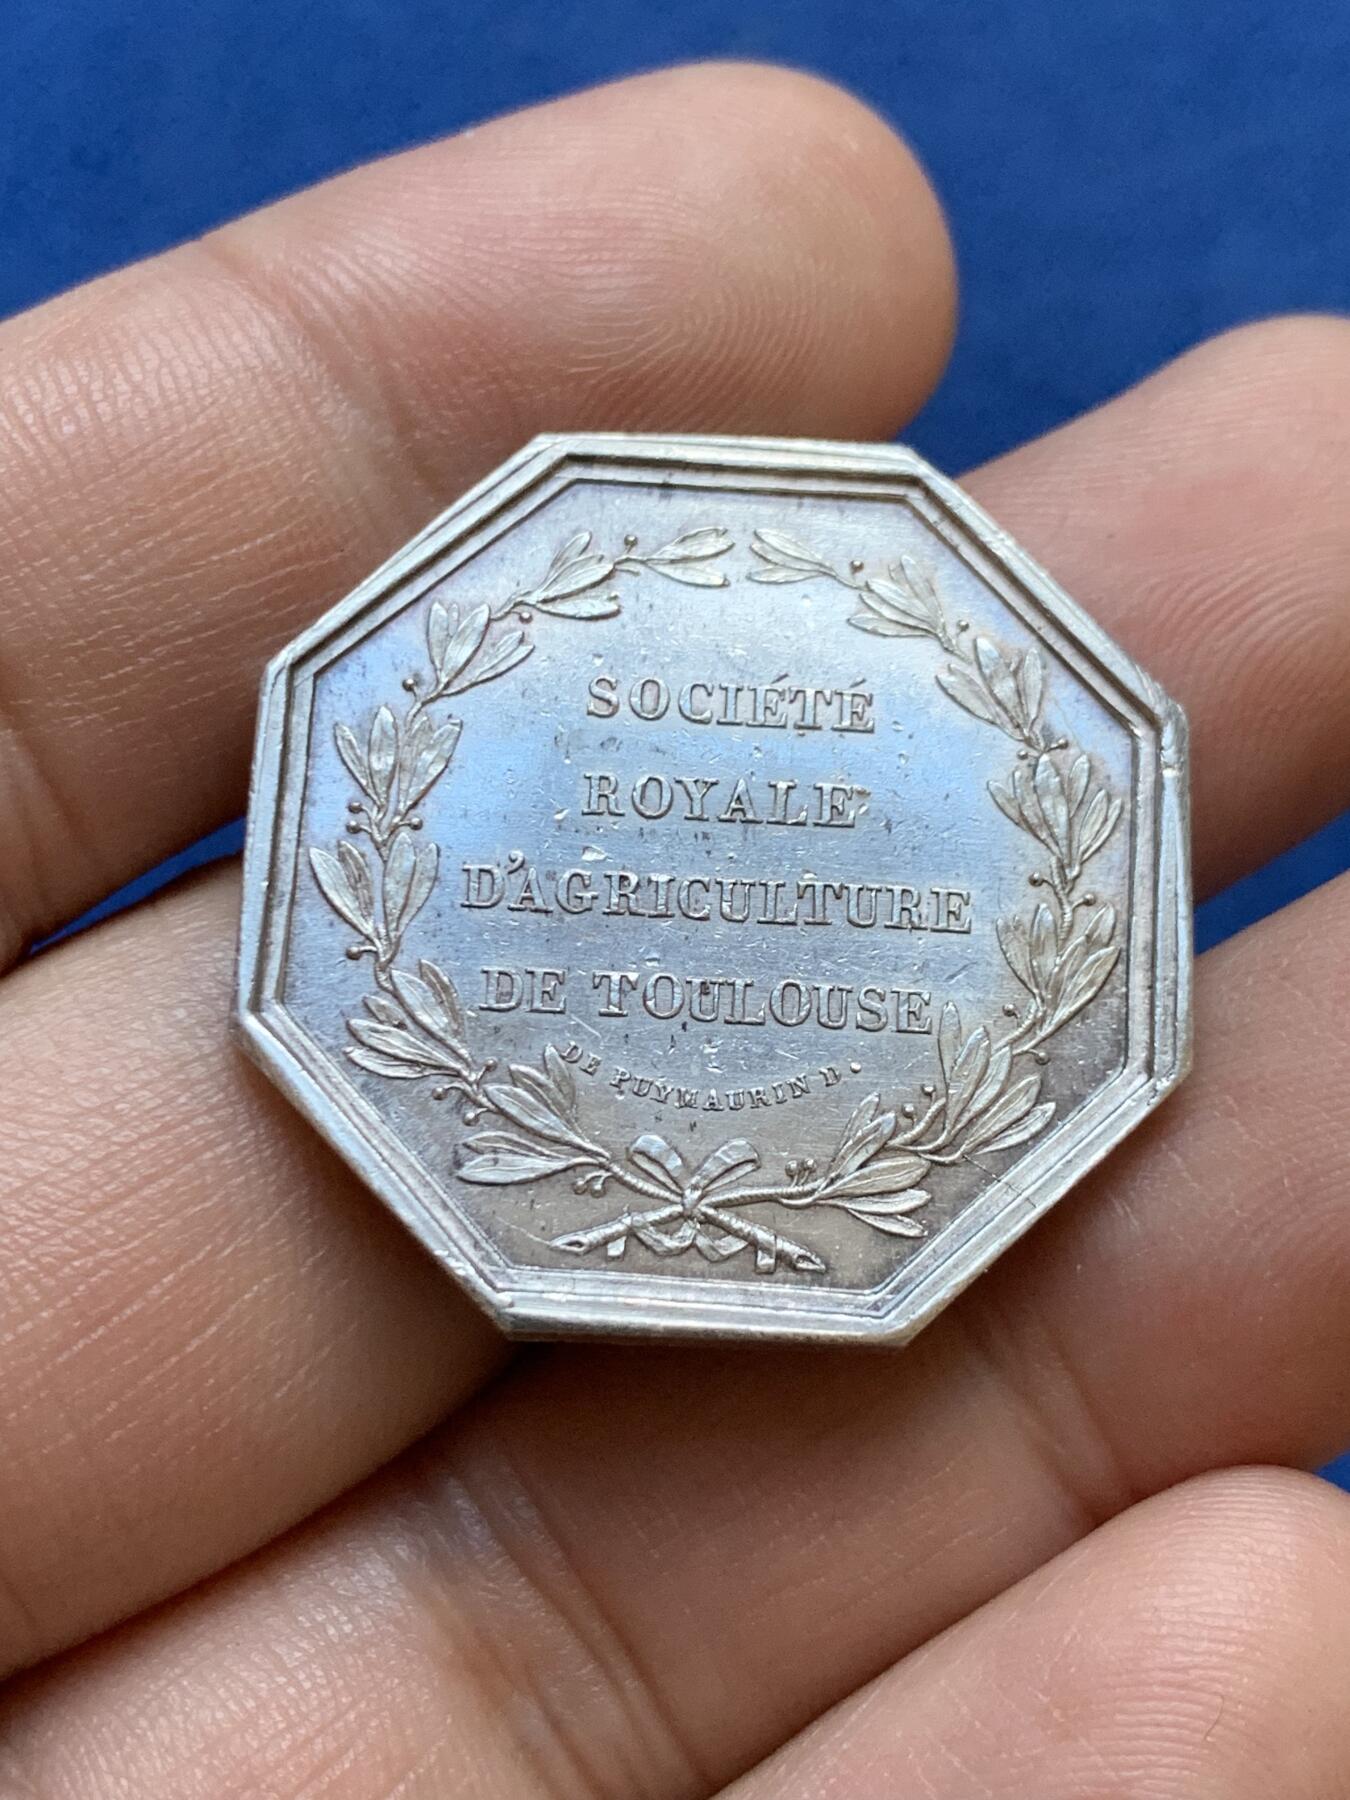 SOCIÉTÉ
ROYALE
D'AGRICULTURE
DE TOULOUSE
DE PUYMAURIN D.